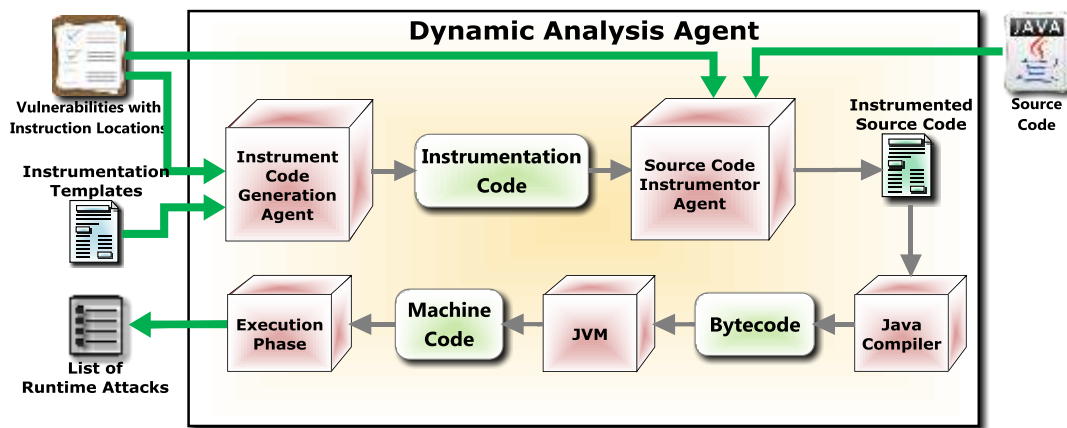 Dynamic Analysis Agent
JAVA
Vulnerabilities with
Instruction Locations
Source
Code
Instrumented
Source Code
Instrument
Code
Generation
Agent
Instrumentation
Code
Source Code
Instrumentor
Agent
Instrumentation
Templates
Execution
Phase
Machine
Code
JVM
Bytecode
Java
Compiler
List of
Runtime Attacks